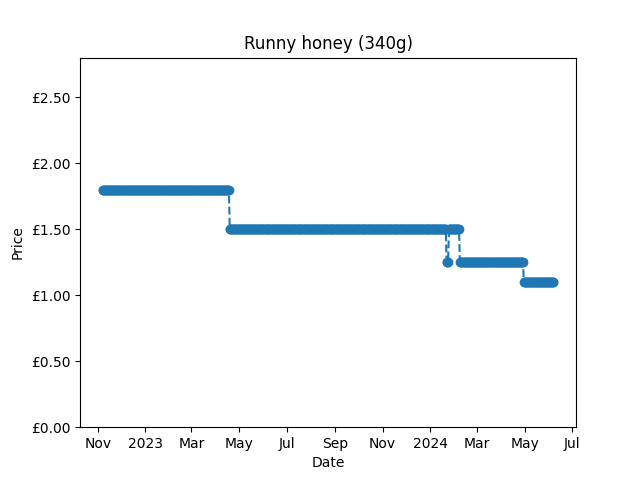 Runny honey (340g)
£2.50
£2.00
£1.50
£1.00
£0.50
£0.00
Price
Nov 2023 Mar May Jul Sep Nov 2024 Mar May Jul
Date